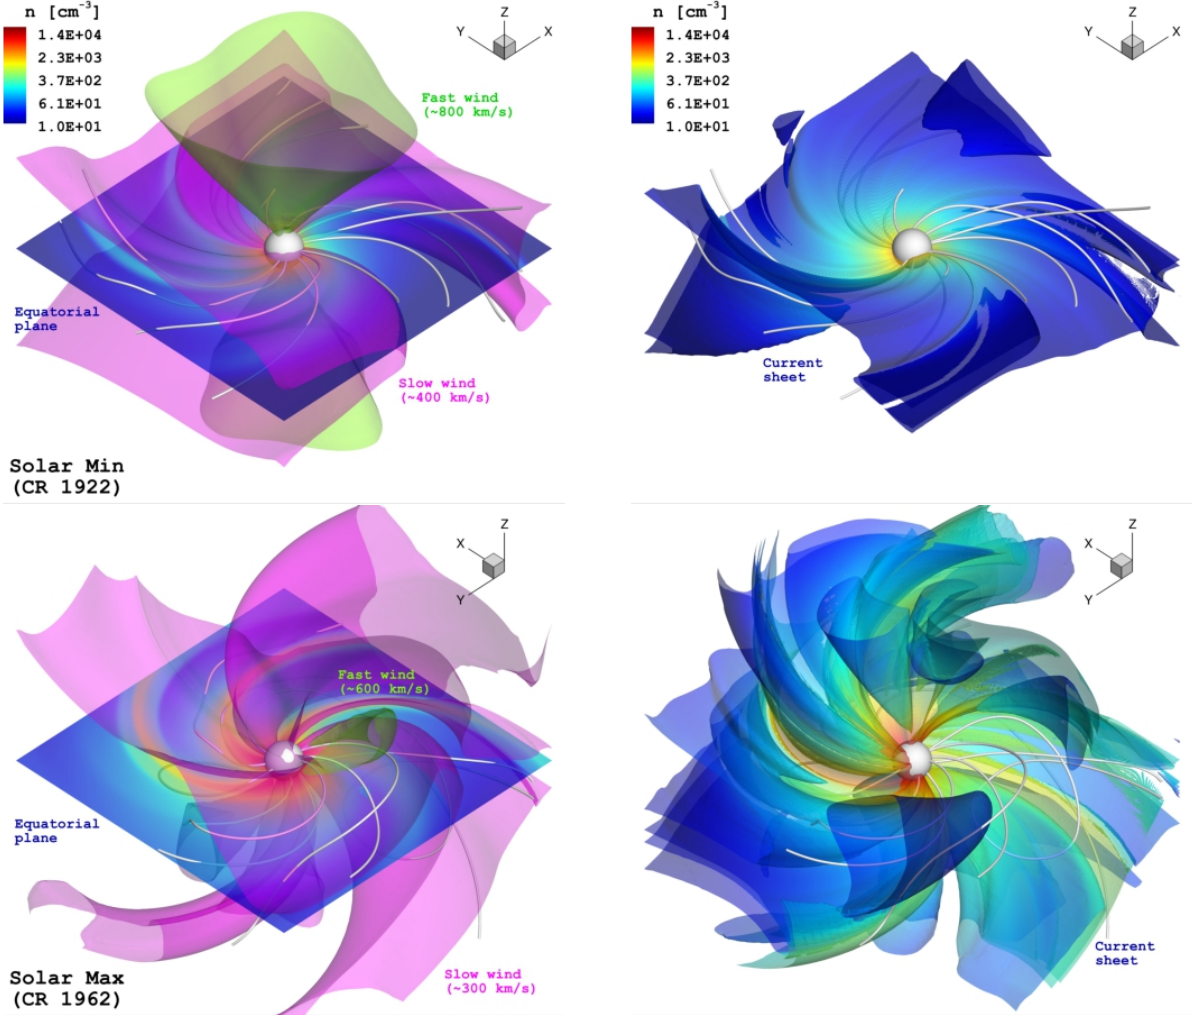 n [cm⁻³]
1.4E+04
2.3E+03
3.7E+02
6.1E+01
1.0E+01
Z
Y
X
Fast wind
(~800 km/s)
Equatorial
plane
Slow wind
(~400 km/s)
Solar Min
(CR 1922)
n [cm⁻³]
1.4E+04
2.3E+03
3.7E+02
6.1E+01
1.0E+01
Z
Y
X
Current
sheet
Z
X
Y
Fast wind
(~600 km/s)
Equatorial
plane
Slow wind
(~300 km/s)
Solar Max
(CR 1962)
Z
X
Y
Current
sheet